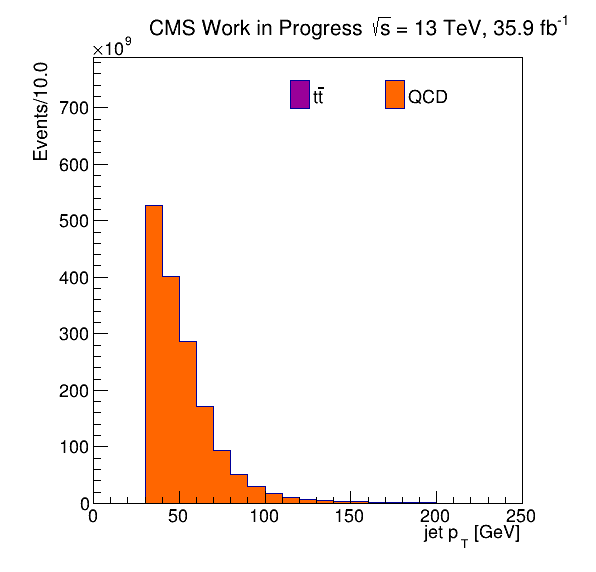 CMS Work in Progress √s = 13 TeV, 35.9 fb⁻¹
×10⁹
Events/10.0
tt̄
QCD
700
600
500
400
300
200
100
0
0 50 100 150 200 250
jet p_T [GeV]